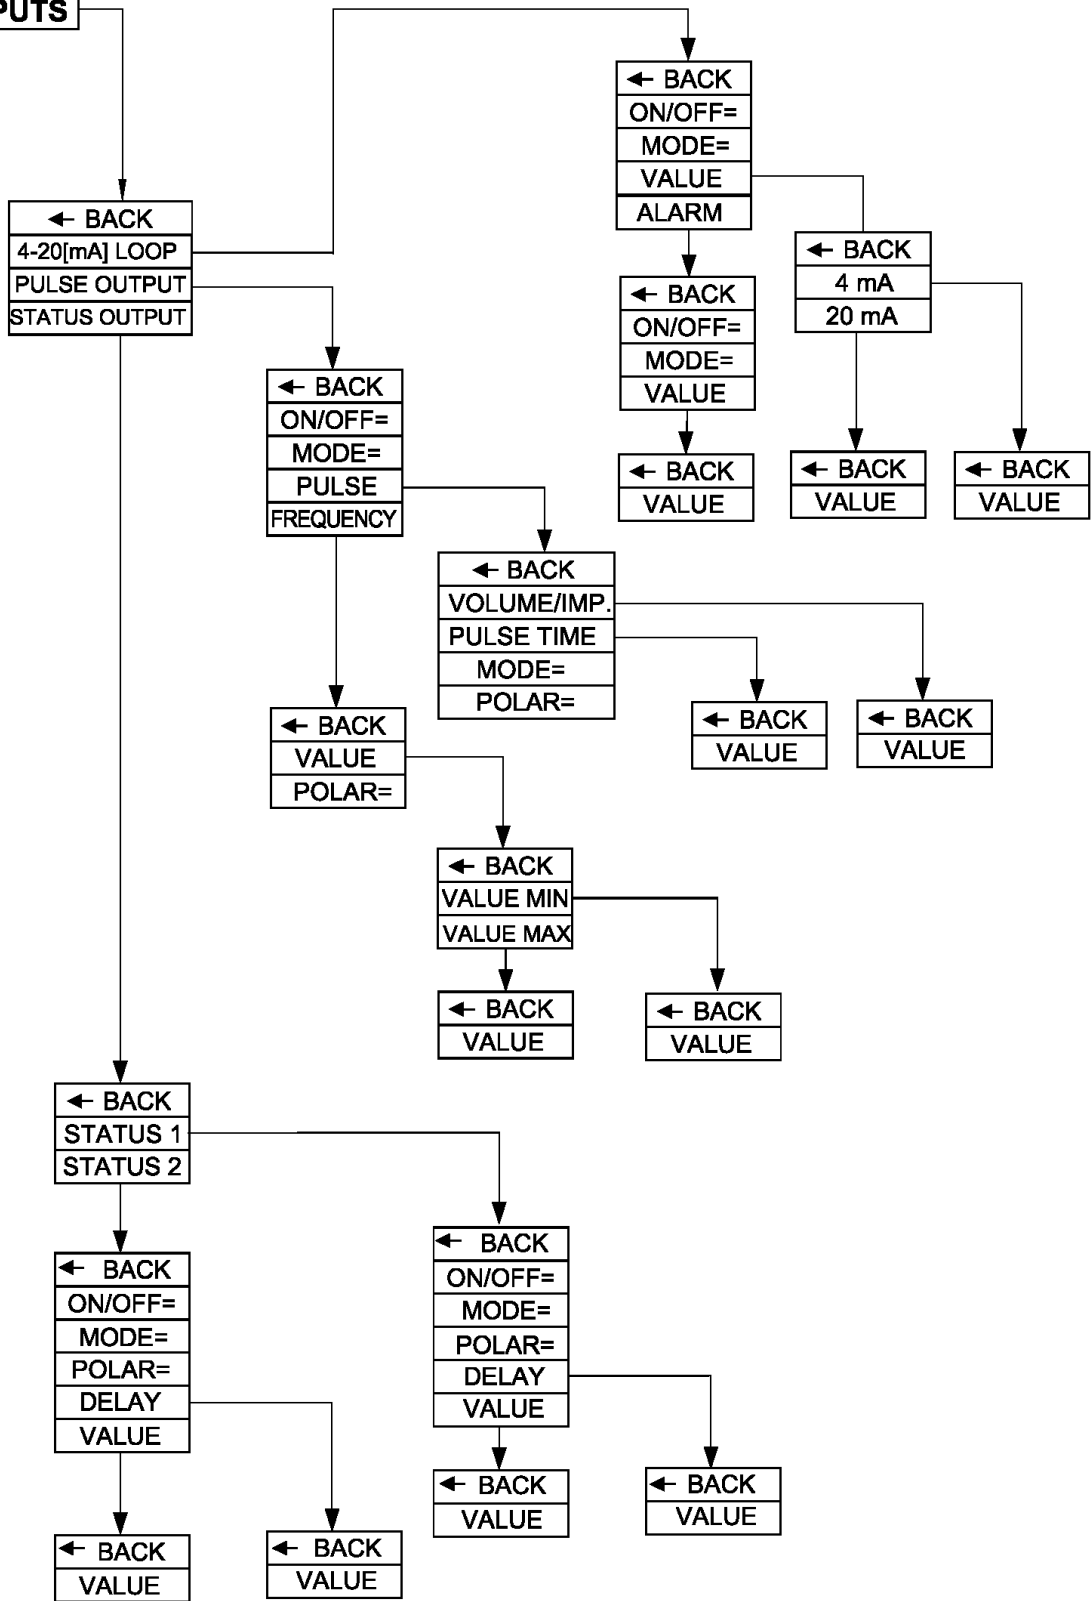 PUTS
← BACK
4-20[mA] LOOP
PULSE OUTPUT
STATUS OUTPUT
← BACK
ON/OFF=
MODE=
VALUE
ALARM
← BACK
4 mA
20 mA
← BACK
ON/OFF=
MODE=
VALUE
← BACK
VALUE
← BACK
VALUE
← BACK
VALUE
← BACK
ON/OFF=
MODE=
PULSE
FREQUENCY
← BACK
VOLUME/IMP.
PULSE TIME
MODE=
POLAR=
← BACK
VALUE
← BACK
VALUE
← BACK
VALUE
POLAR=
← BACK
VALUE MIN
VALUE MAX
← BACK
VALUE
← BACK
VALUE
← BACK
STATUS 1
STATUS 2
← BACK
ON/OFF=
MODE=
POLAR=
DELAY
VALUE
← BACK
ON/OFF=
MODE=
POLAR=
DELAY
VALUE
← BACK
VALUE
← BACK
VALUE
← BACK
VALUE
← BACK
VALUE